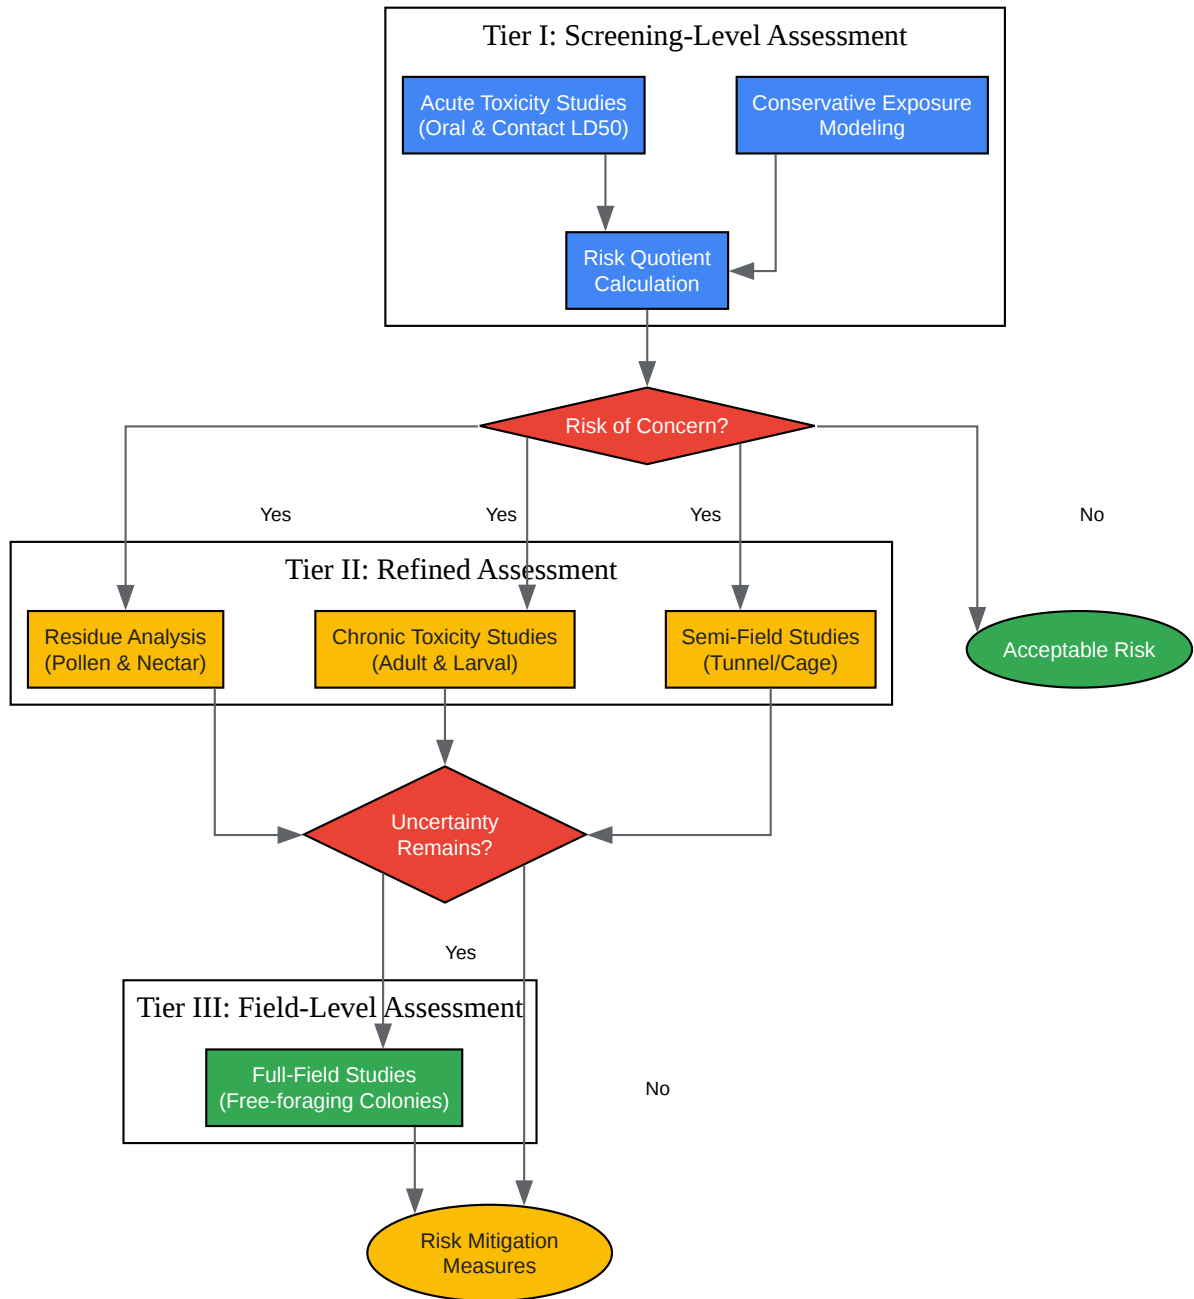 Tier I: Screening-Level Assessment
Acute Toxicity Studies
(Oral & Contact LD50)
Conservative Exposure
Modeling
Risk Quotient
Calculation
Risk of Concern?
Yes
Yes
Yes
No
Tier II: Refined Assessment
Residue Analysis
(Pollen & Nectar)
Chronic Toxicity Studies
(Adult & Larval)
Semi-Field Studies
(Tunnel/Cage)
Acceptable Risk
Uncertainty
Remains?
Yes
Tier III: Field-Level Assessment
Full-Field Studies
(Free-foraging Colonies)
No
Risk Mitigation
Measures